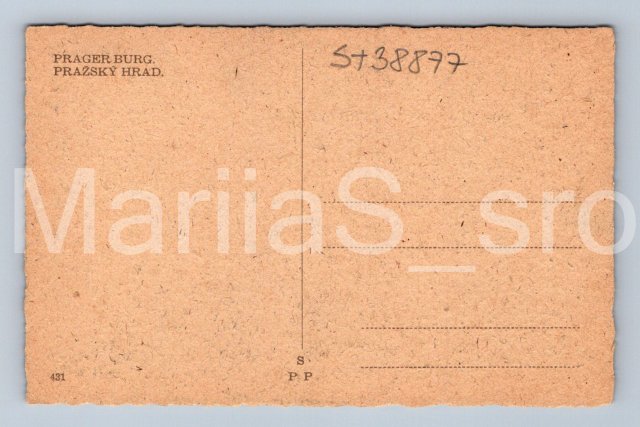 PRAGER BURG.
PRAŽSKÝ HRAD.
St38877
MariiaS_sro
S
P P
431